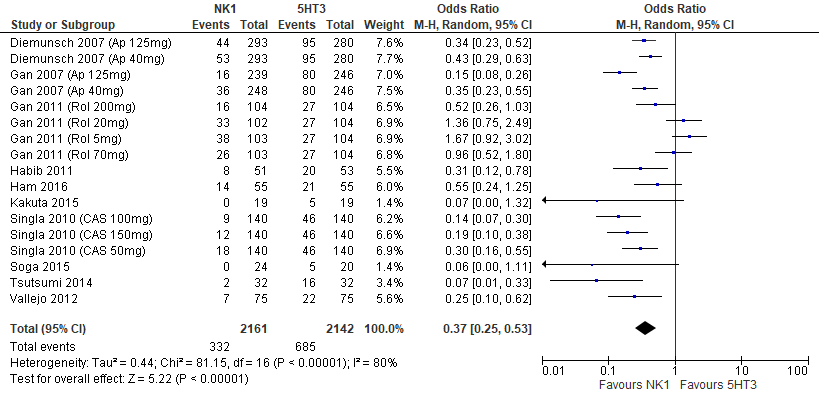 NK1 5HT3 Odds Ratio Odds Ratio
Study or Subgroup Events Total Events Total Weight M-H, Random, 95% CI M-H, Random, 95% CI
Diemunsch 2007 (Ap 125mg) 44 293 95 280 7.6% 0.34 [0.23, 0.52]
Diemunsch 2007 (Ap 40mg) 53 293 95 280 7.7% 0.43 [0.29, 0.63]
Gan 2007 (Ap 125mg) 16 239 80 246 7.0% 0.15 [0.08, 0.26]
Gan 2007 (Ap 40mg) 36 248 80 246 7.5% 0.35 [0.23, 0.55]
Gan 2011 (Rol 200mg) 16 104 27 104 6.5% 0.52 [0.26, 1.03]
Gan 2011 (Rol 20mg) 33 102 27 104 6.9% 1.36 [0.75, 2.49]
Gan 2011 (Rol 5mg) 38 103 27 104 6.9% 1.67 [0.92, 3.02]
Gan 2011 (Rol 70mg) 26 103 27 104 6.8% 0.96 [0.52, 1.80]
Habib 2011 8 51 20 53 5.3% 0.31 [0.12, 0.78]
Ham 2016 14 55 21 55 5.8% 0.55 [0.24, 1.25]
Kakuta 2015 0 19 5 19 1.3% 0.07 [0.00, 1.32]
Singla 2010 (CAS 100mg) 9 140 46 140 6.2% 0.14 [0.07, 0.30]
Singla 2010 (CAS 150mg) 12 140 46 140 6.5% 0.19 [0.10, 0.38]
Singla 2010 (CAS 50mg) 18 140 46 140 6.8% 0.30 [0.16, 0.55]
Soga 2015 0 24 5 20 1.3% 0.06 [0.00, 1.11]
Tsutsumi 2014 2 32 16 32 3.3% 0.07 [0.01, 0.33]
Vallejo 2012 7 75 22 75 5.6% 0.25 [0.10, 0.62]
Total (95% CI) 2161 2142 100.0% 0.37 [0.25, 0.53]
Total events 332 685
Heterogeneity: Tau² = 0.44; Chi² = 81.15, df = 16 (P < 0.00001); I² = 80%
Test for overall effect: Z = 5.22 (P < 0.00001)
0.01 0.1 1 10 100
Favours NK1 Favours 5HT3